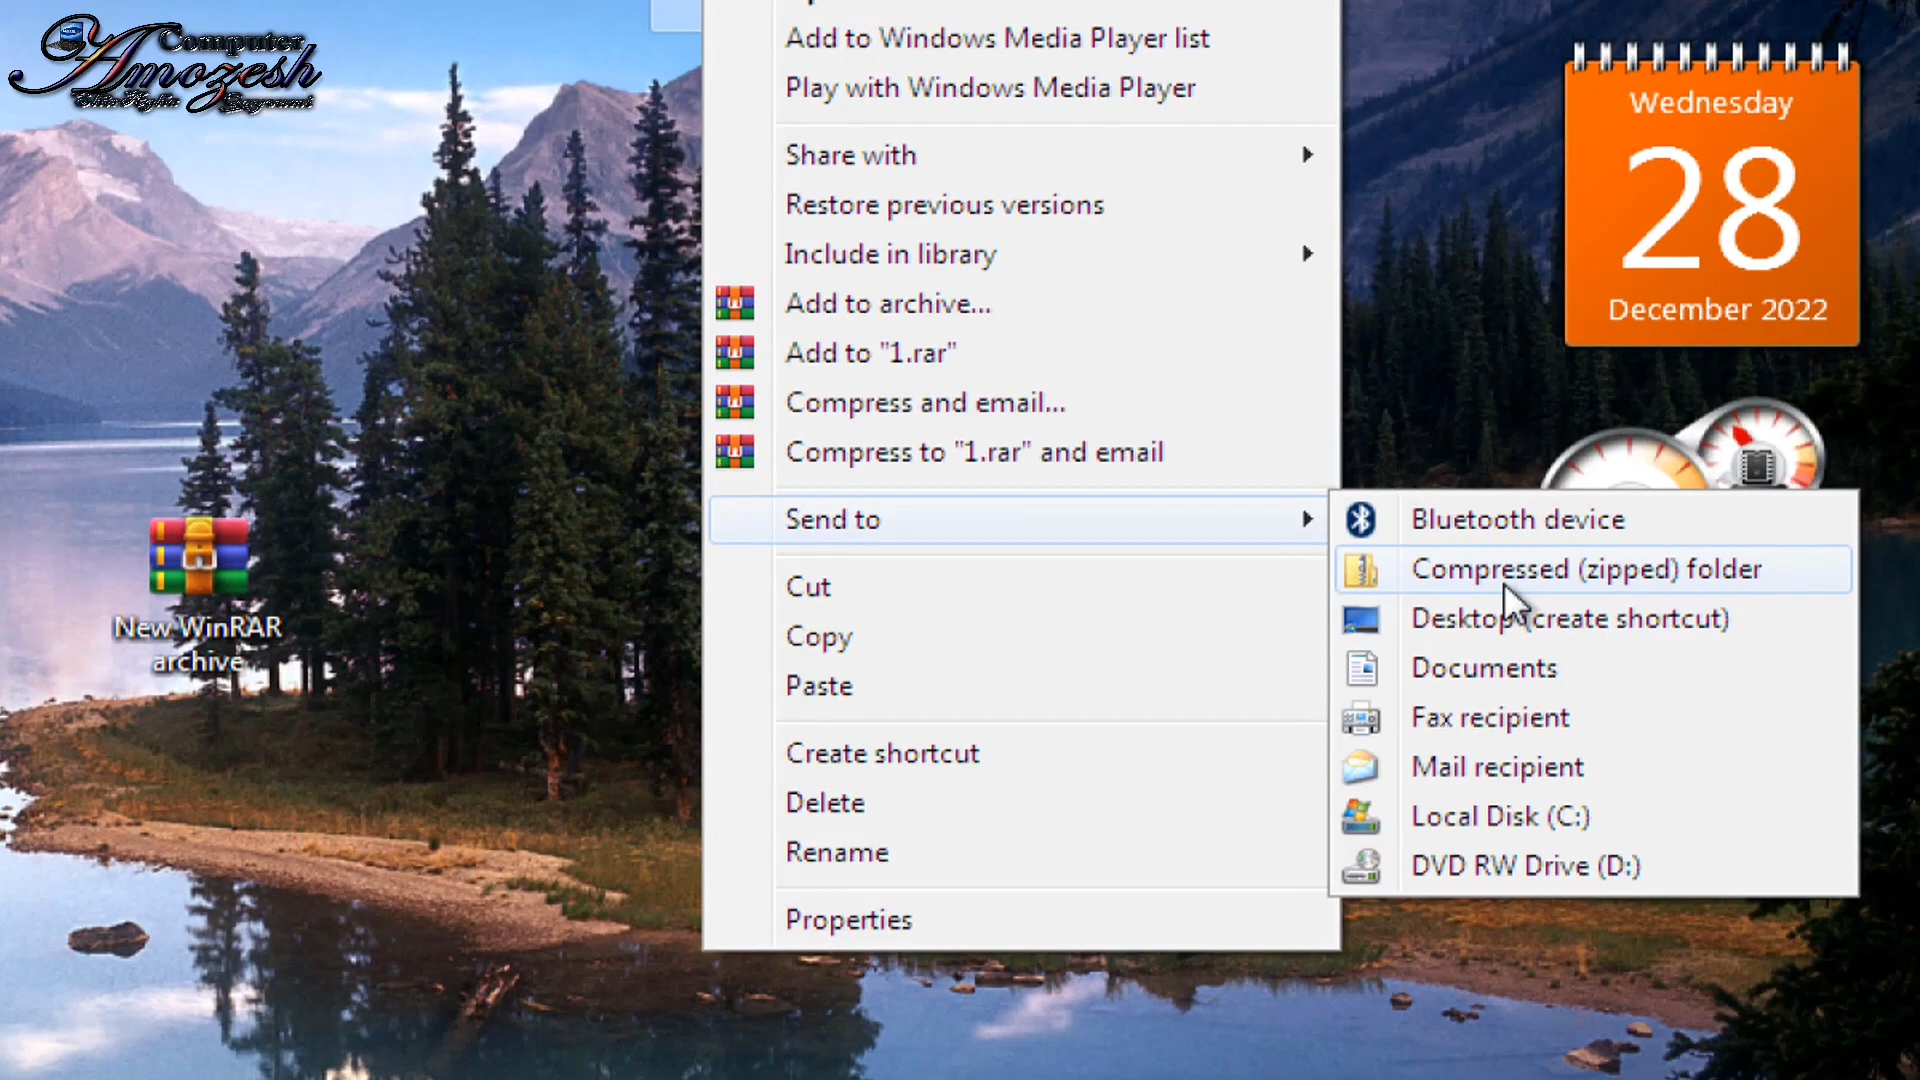 Computer
Amozesh
Add to Windows Media Player list
Play with Windows Media Player
Share with
Restore previous versions
Include in library
Add to archive...
Add to "1.rar"
Compress and email...
Compress to "1.rar" and email
Send to
Cut
Copy
Paste
Create shortcut
Delete
Rename
Properties
Bluetooth device
Compressed (zipped) folder
Desktop (create shortcut)
Documents
Fax recipient
Mail recipient
Local Disk (C:)
DVD RW Drive (D:)
New WinRAR
archive
Wednesday
28
December 2022